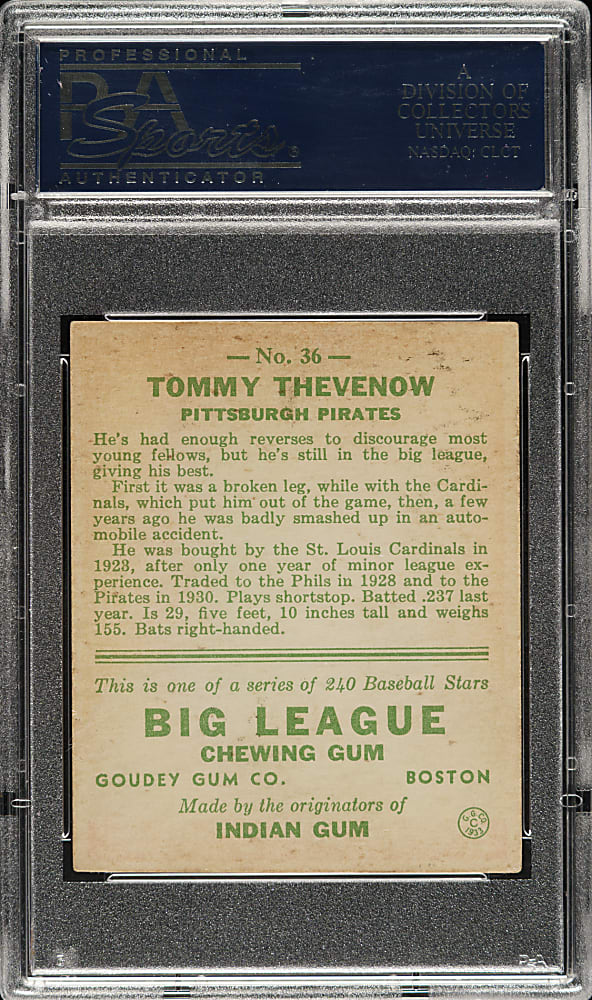 PROFESSIONAL
PSA
Sports
AUTHENTICATOR
A
DIVISION OF
COLLECTORS
UNIVERSE
NASDAQ: CLCT
— No. 36 —
TOMMY THEVENOW
PITTSBURGH PIRATES
He's had enough reverses to discourage most
young fellows, but he's still in the big league,
giving his best.
First it was a broken leg, while with the Cardi-
nals, which put him out of the game, then, a few
years ago he was badly smashed up in an auto-
mobile accident.
He was bought by the St. Louis Cardinals in
1923, after only one year of minor league ex-
perience. Traded to the Phils in 1928 and to the
Pirates in 1930. Plays shortstop. Batted .237 last
year. Is 29, five feet, 10 inches tall and weighs
155. Bats right-handed.
This is one of a series of 240 Baseball Stars
BIG LEAGUE
CHEWING GUM
GOUDEY GUM CO. BOSTON
Made by the originators of
INDIAN GUM
G.G.CO.
C
1933
PSA